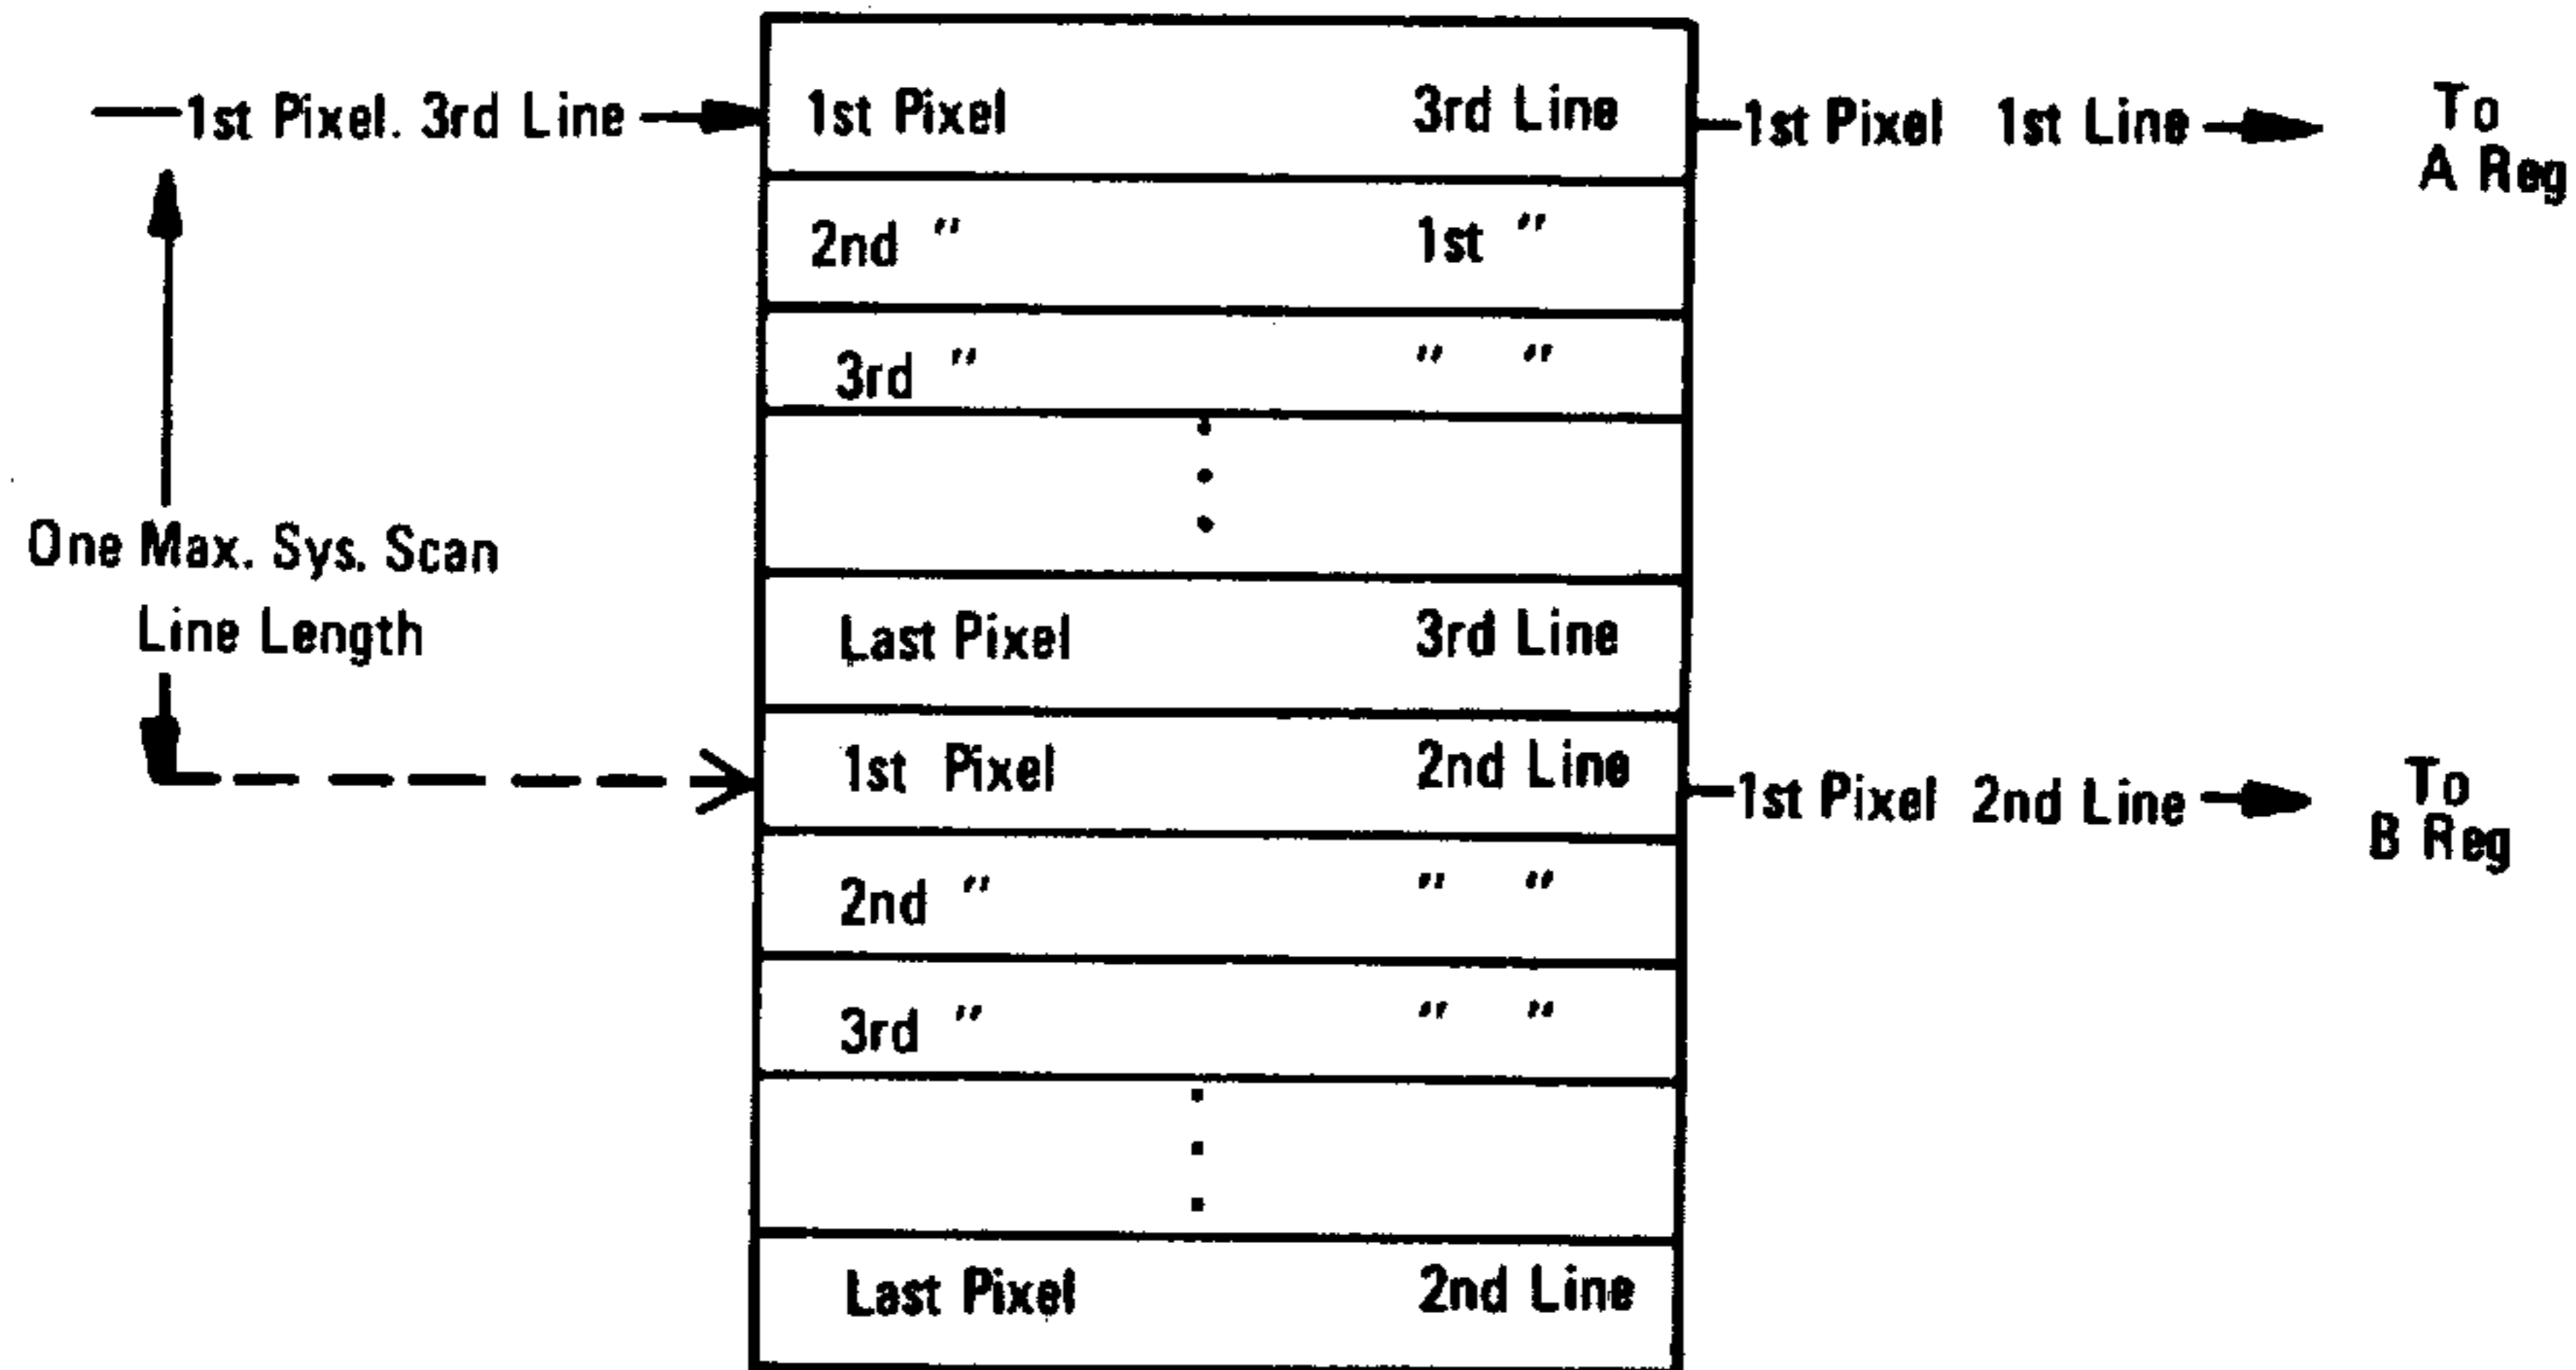 1st Pixel. 3rd Line
1st Pixel 3rd Line
1st Pixel 1st Line
To
A Reg
2nd " 1st "
3rd " " "
One Max. Sys. Scan
Line Length
Last Pixel 3rd Line
1st Pixel 2nd Line
1st Pixel 2nd Line
To
B Reg
2nd " " "
3rd " " "
Last Pixel 2nd Line